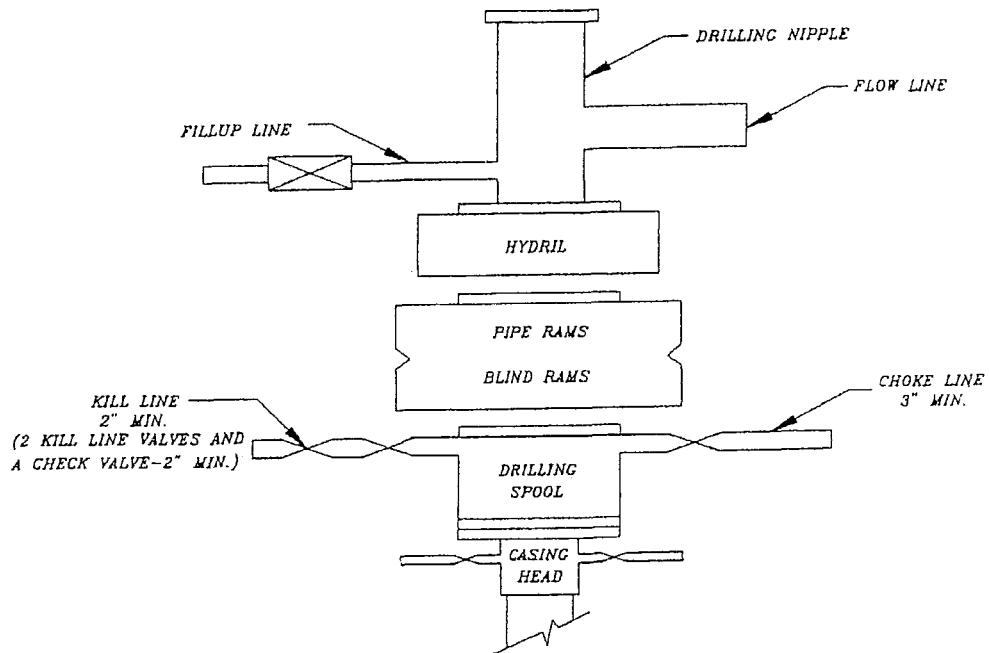 DRILLING NIPPLE
FLOW LINE
FILLUP LINE
HYDRIL
PIPE RAMS
BLIND RAMS
KILL LINE
2" MIN.
(2 KILL LINE VALVES AND
A CHECK VALVE-2" MIN.)
CHOKE LINE
3" MIN.
DRILLING
SPOOL
CASING
HEAD